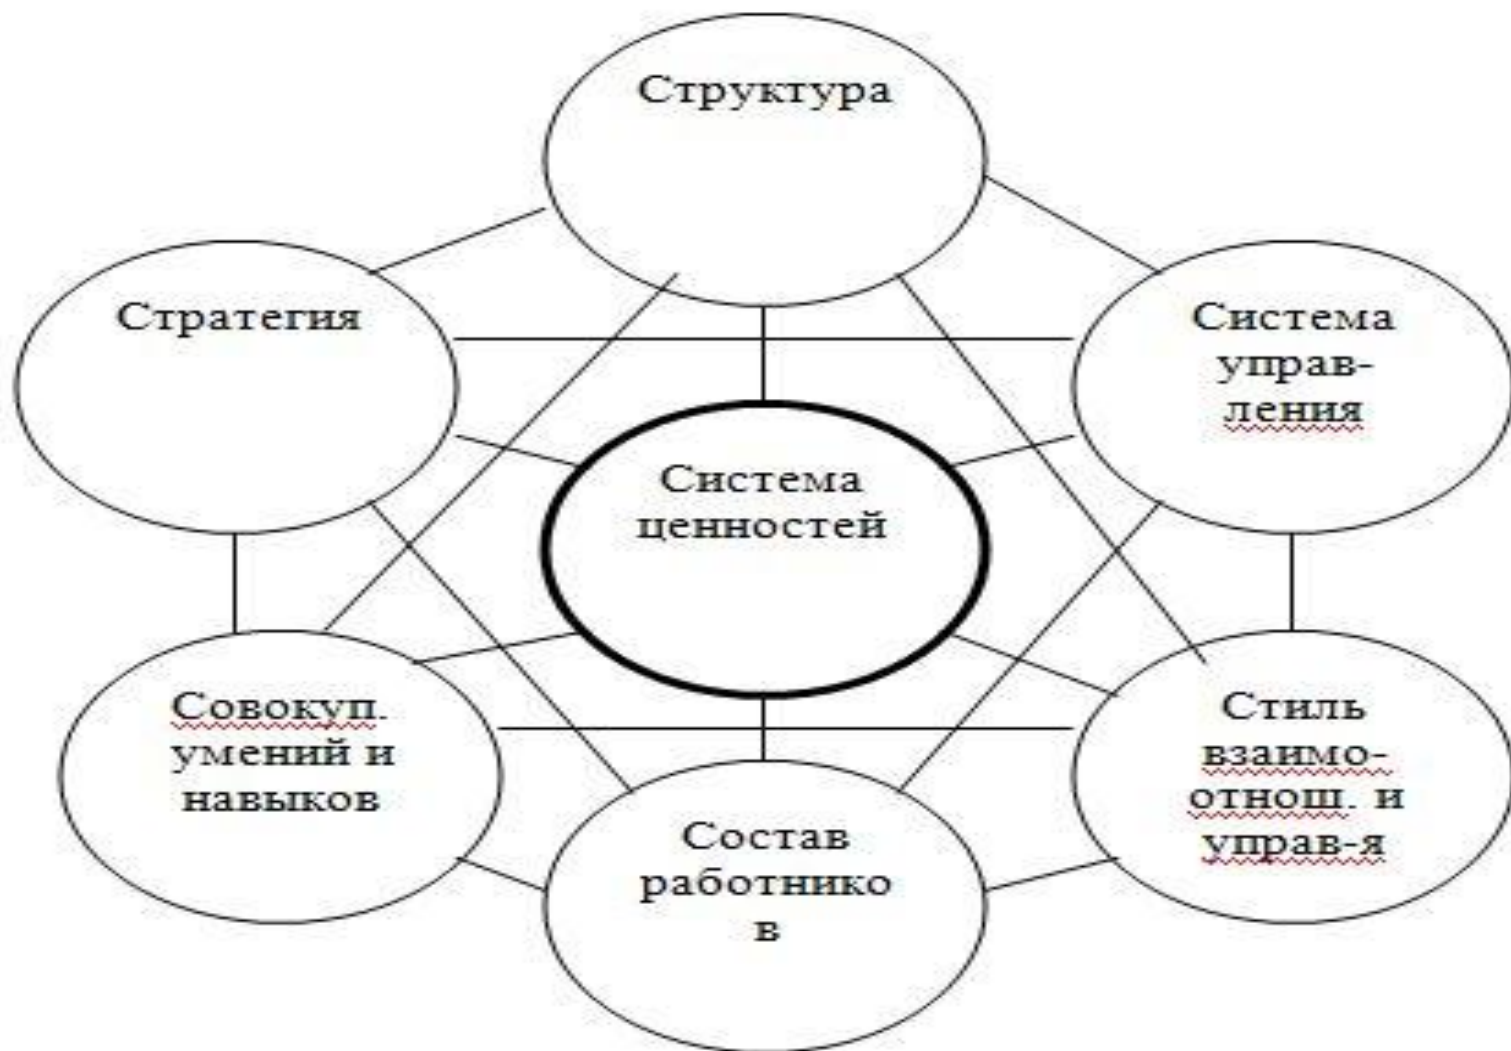 Структура
Стратегия
Система
управ-
ления
Система
ценностей
Совокуп.
умений и
навыков
Стиль
взаимо-
отнош. и
управ-я
Состав
работнико
в